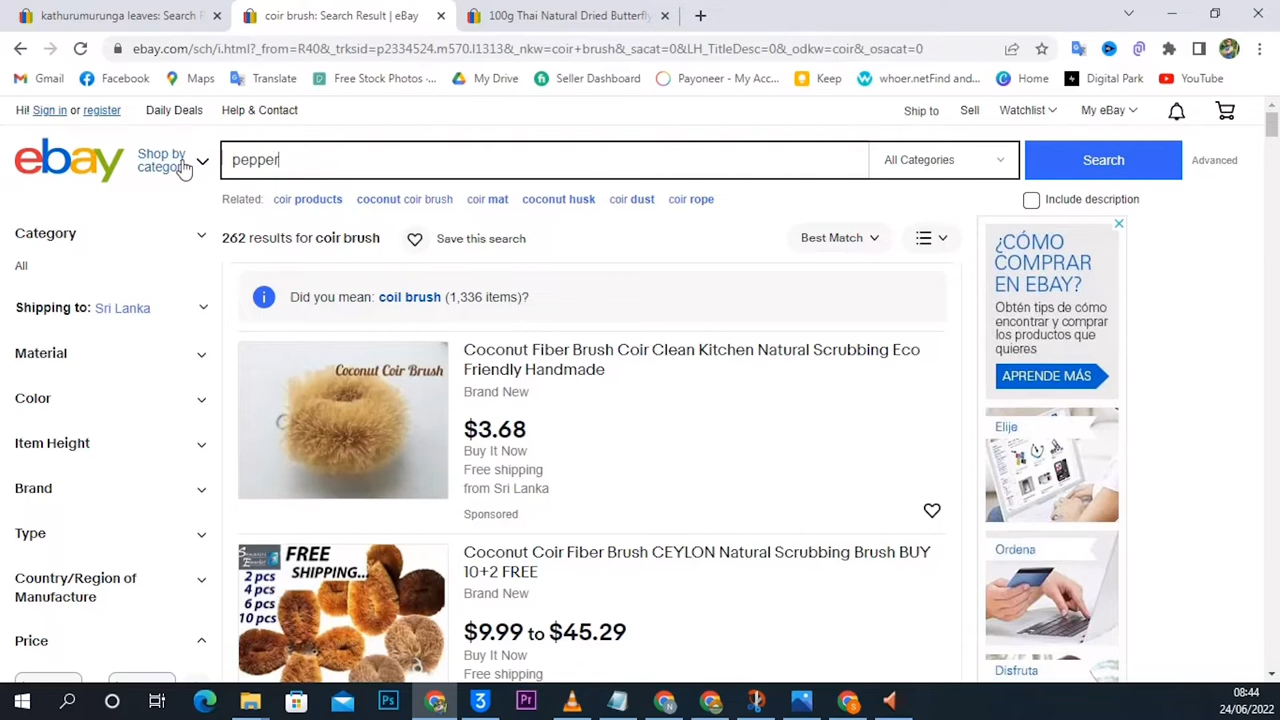 kathurumurunga leaves: Search R
coir brush: Search Result | eBay
100g Thai Natural Dried Butterfly
ebay.com/sch/i.html?_from=R40&_trksid=p2334524.m570.l1313&_nkw=coir+brush&_sacat=0&LH_TitleDesc=0&_odkw=coir&_osacat=0
Gmail Facebook Maps Translate Free Stock Photos -... My Drive Seller Dashboard Payoneer - My Acc... Keep whoer.netFind and... Home Digital Park YouTube
Hi! Sign in or register Daily Deals Help & Contact Ship to Sell Watchlist My eBay
ebay
Shop by
category
pepper
All Categories
Search
Advanced
Related: coir products coconut coir brush coir mat coconut husk coir dust coir rope
Include description
Category
All
Shipping to: Sri Lanka
Material
Color
Item Height
Brand
Type
Country/Region of
Manufacture
Price
262 results for coir brush
Save this search
Best Match
Did you mean: coil brush (1,336 items)?
Coconut Coir Brush
Coconut Fiber Brush Coir Clean Kitchen Natural Scrubbing Eco
Friendly Handmade
Brand New
$3.68
Buy It Now
Free shipping
from Sri Lanka
Sponsored
FREE
SHIPPING...
2 pcs
4 pcs
6 pcs
10 pcs
Coconut Coir Fiber Brush CEYLON Natural Scrubbing Brush BUY
10+2 FREE
Brand New
$9.99 to $45.29
Buy It Now
Free shipping
¿CÓMO
COMPRAR
EN EBAY?
Obtén tips de cómo
encontrar y comprar
los productos que
quieres
APRENDE MÁS
Elije
Ordena
Disfruta
Ps
3
Pr
08:44
24/06/2022